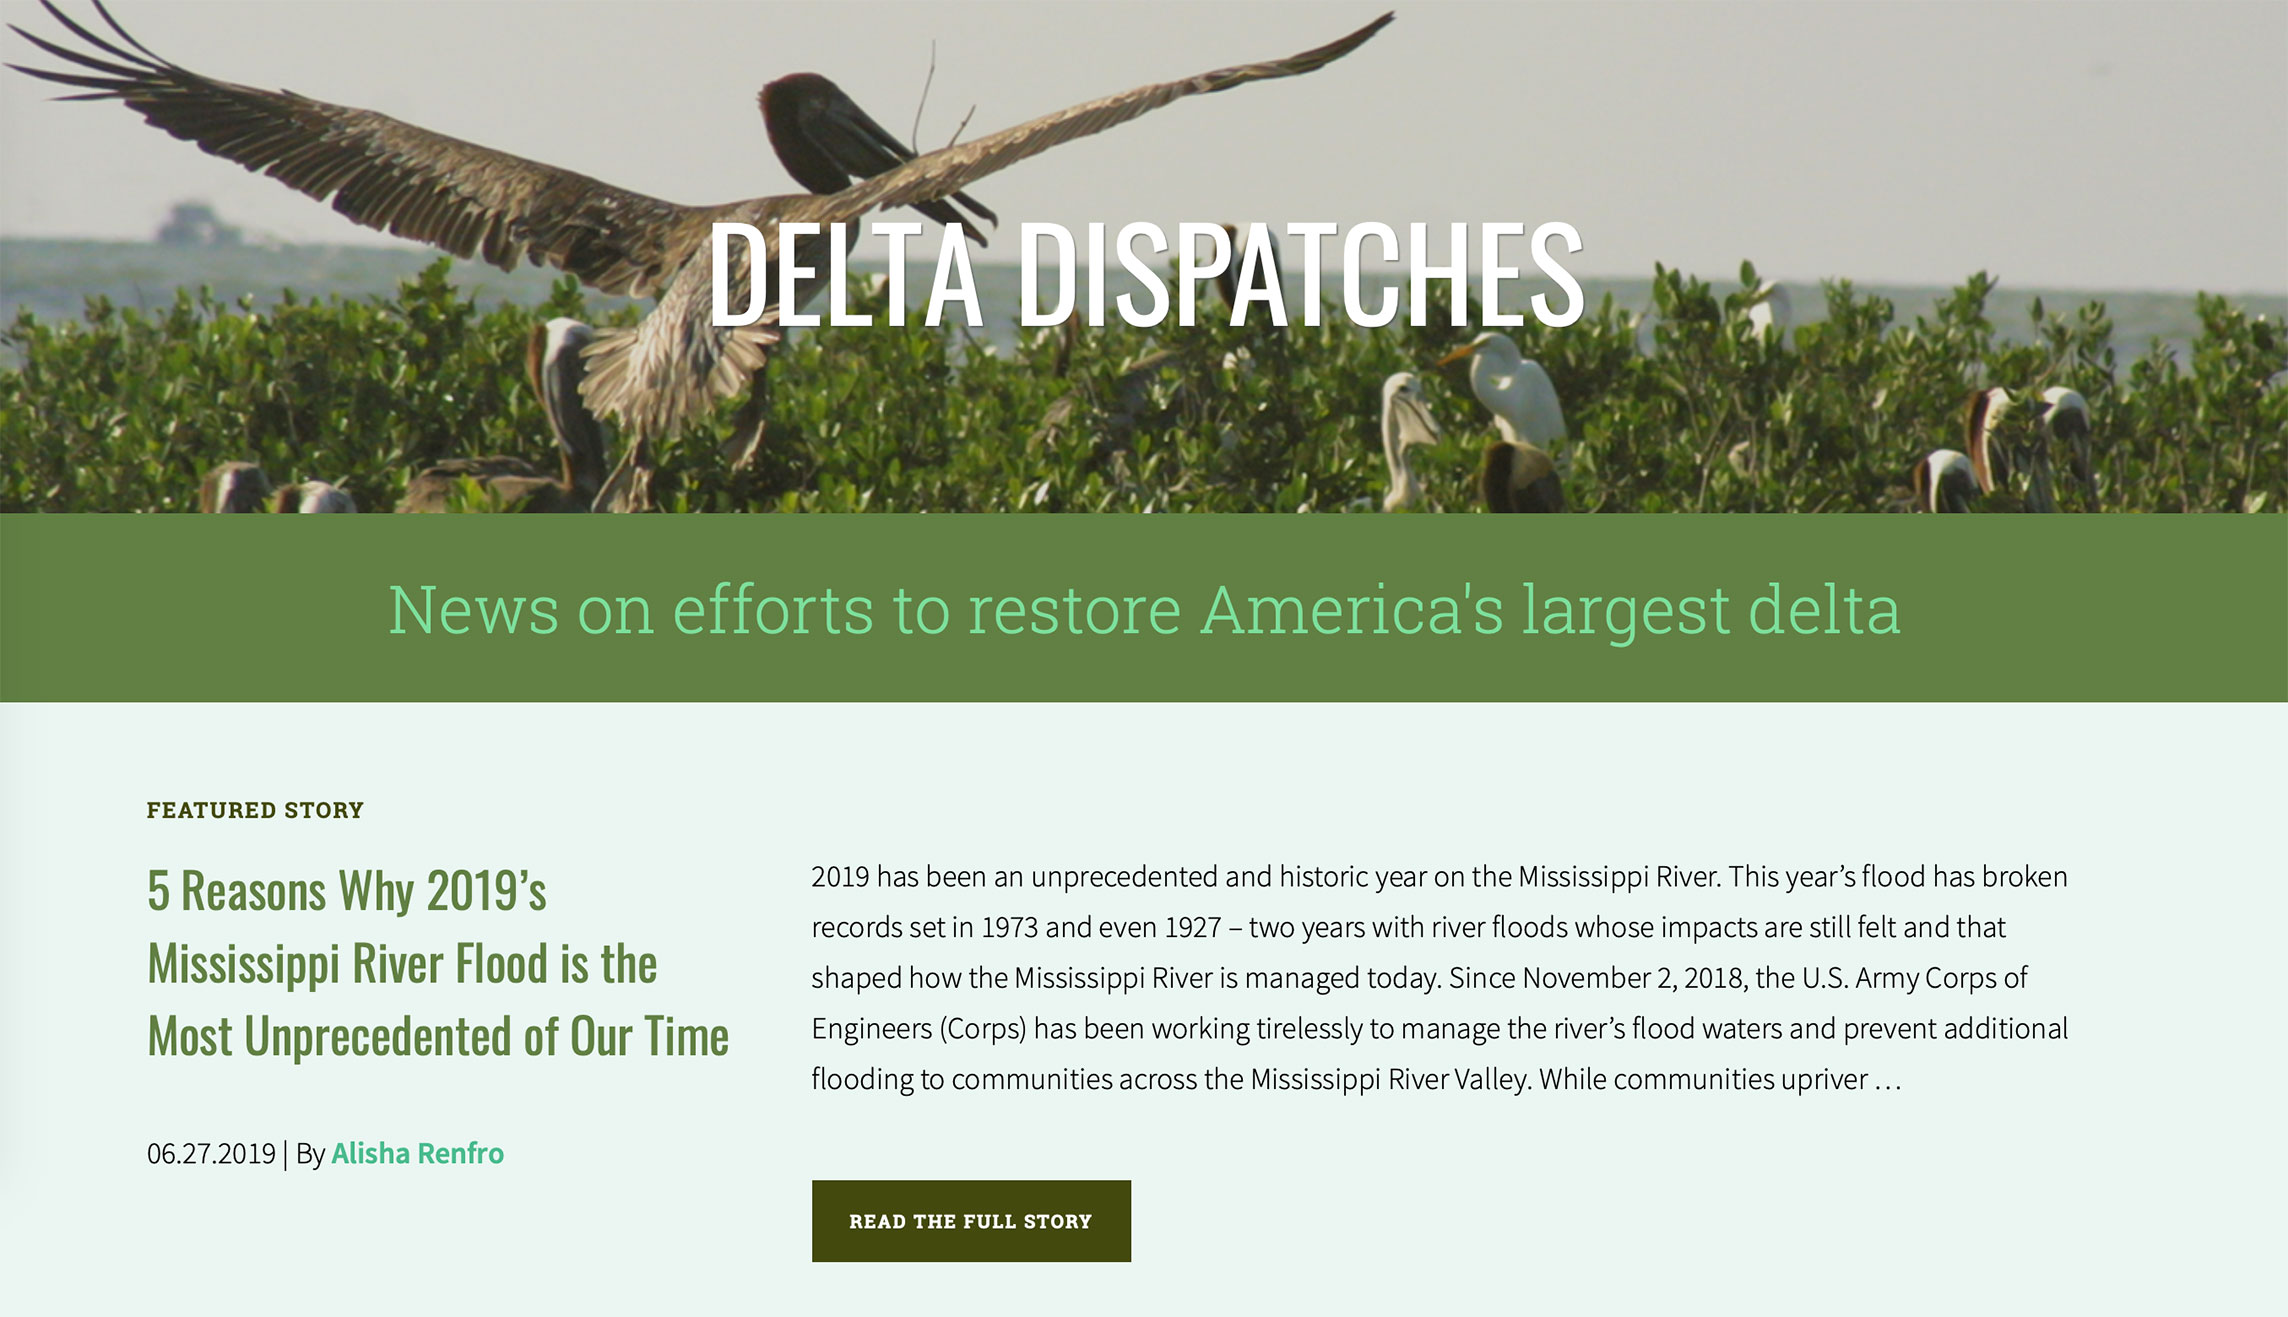 DELTA DISPATCHES
News on efforts to restore America's largest delta
FEATURED STORY
5 Reasons Why 2019’s
Mississippi River Flood is the
Most Unprecedented of Our Time
06.27.2019 | By Alisha Renfro
2019 has been an unprecedented and historic year on the Mississippi River. This year’s flood has broken
records set in 1973 and even 1927 – two years with river floods whose impacts are still felt and that
shaped how the Mississippi River is managed today. Since November 2, 2018, the U.S. Army Corps of
Engineers (Corps) has been working tirelessly to manage the river’s flood waters and prevent additional
flooding to communities across the Mississippi River Valley. While communities upriver …
READ THE FULL STORY